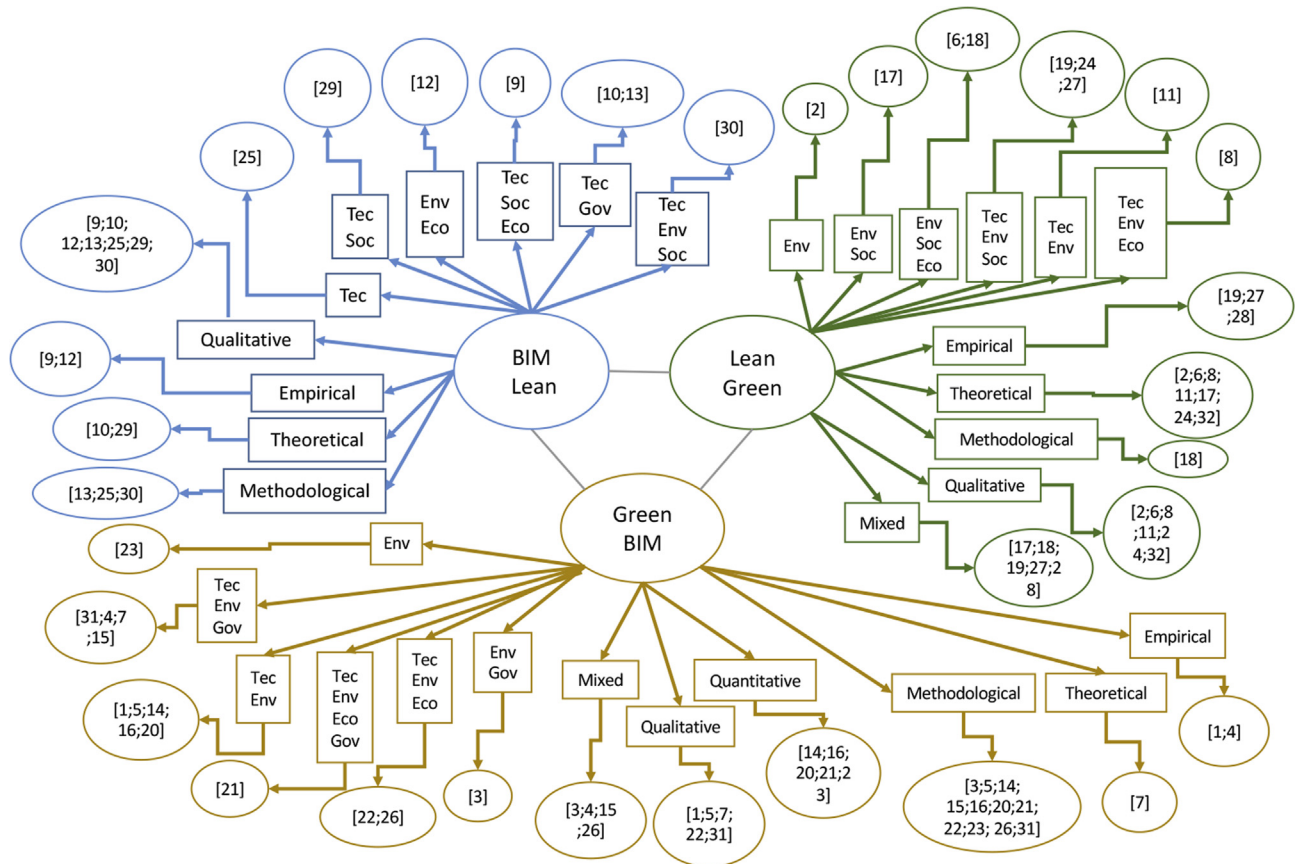 [29]
[12]
[9]
[10;13]
[30]
[25]
[9;10;
12;13;25;29;
30]
Tec
Soc
Env
Eco
Tec
Soc
Eco
Tec
Gov
Tec
Env
Soc
Tec
Qualitative
[9;12]
Empirical
[10;29]
Theoretical
[13;25;30]
Methodological
BIM
Lean
[2]
[17]
[6;18]
[19;24
;27]
[11]
[8]
Env
Env
Soc
Env
Soc
Eco
Tec
Env
Soc
Tec
Env
Tec
Env
Eco
Lean
Green
Empirical
[19;27
;28]
Theoretical
[2;6;8;
11;17;
24;32]
Methodological
[18]
Qualitative
[2;6;8
;11;2
4;32]
Mixed
[17;18;
19;27;2
8]
Green
BIM
Env
[23]
Tec
Env
Gov
[31;4;7
;15]
Tec
Env
[1;5;14;
16;20]
Tec
Env
Eco
Gov
[21]
Tec
Env
Eco
[22;26]
Env
Gov
[3]
Mixed
[3;4;15
;26]
Qualitative
[1;5;7;
22;31]
Quantitative
[14;16;
20;21;2
3]
Methodological
[3;5;14;
15;16;20;21;
22;23; 26;31]
Theoretical
[7]
Empirical
[1;4]